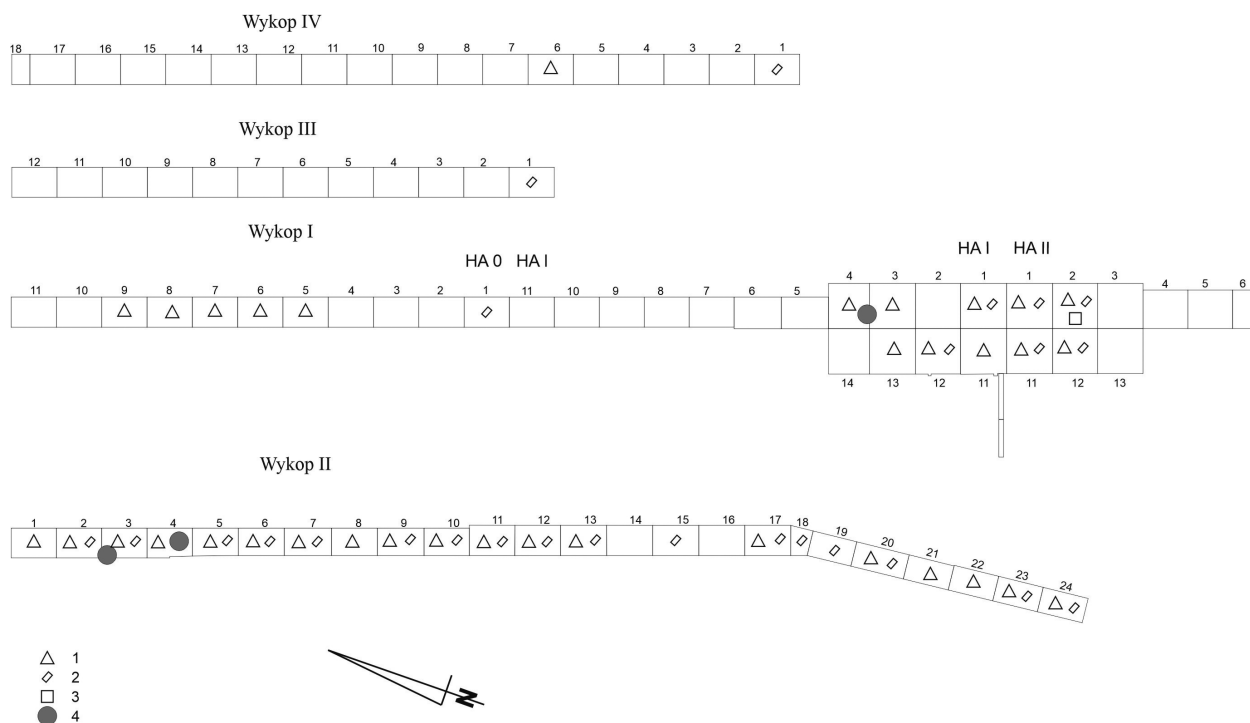 Wykop IV
18 17 16 15 14 13 12 11 10 9 8 7 6 5 4 3 2 1
Wykop III
12 11 10 9 8 7 6 5 4 3 2 1
Wykop I
HA 0 HA I HA I HA II
11 10 9 8 7 6 5 4 3 2 1 11 10 9 8 7 6 5 4 3 2 1 1 2 3 4 5 6
14 13 12 11 11 12 13
Wykop II
1 2 3 4 5 6 7 8 9 10 11 12 13 14 15 16 17 18 19 20 21 22 23 24
1
2
3
4
N